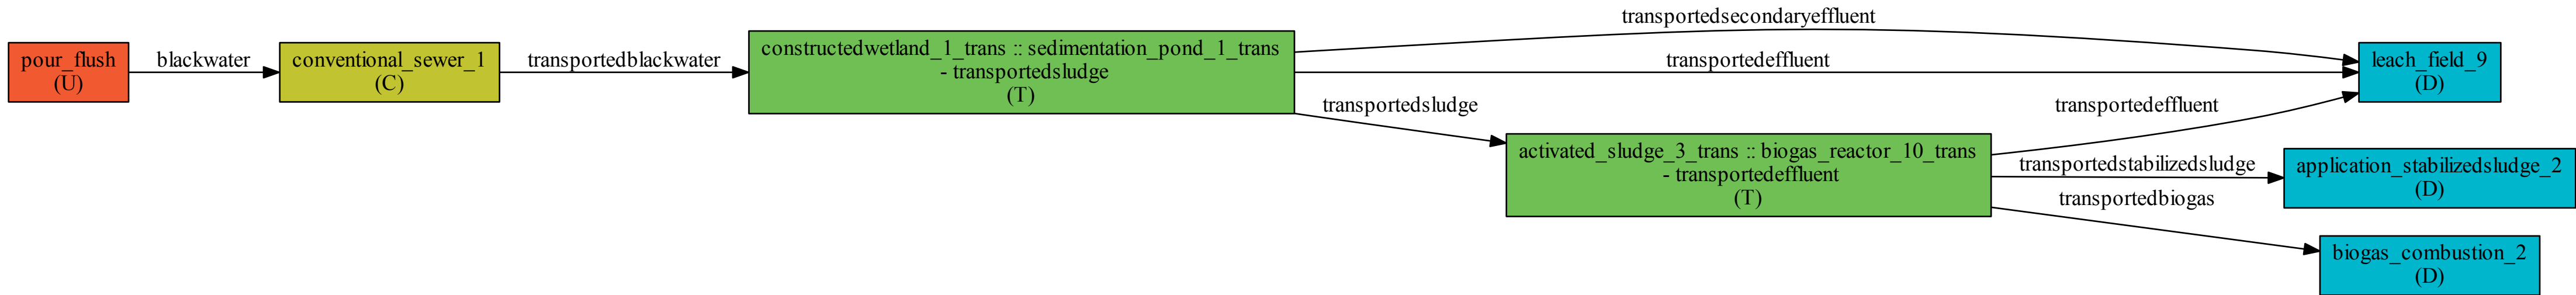 pour_flush
(U)
blackwater
conventional_sewer_1
(C)
transportedblackwater
constructedwetland_1_trans :: sedimentation_pond_1_trans
- transportedsludge
(T)
transportedsecondaryeffluent
transportedeffluent
transportedsludge
activated_sludge_3_trans :: biogas_reactor_10_trans
- transportedeffluent
(T)
transportedeffluent
transportedstabilizedsludge
transportedbiogas
leach_field_9
(D)
application_stabilizedsludge_2
(D)
biogas_combustion_2
(D)